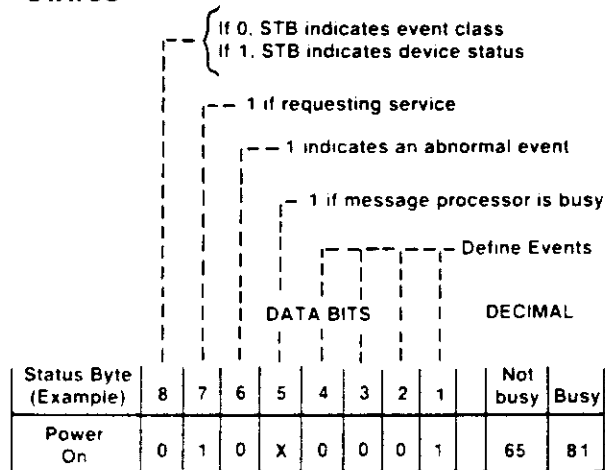 If 0, STB indicates event class
If 1, STB indicates device status
1 if requesting service
1 indicates an abnormal event
1 if message processor is busy
Define Events
DATA BITS DECIMAL
Status Byte (Example) 8 7 6 5 4 3 2 1 Not busy Busy
Power On 0 1 0 X 0 0 0 1 65 81